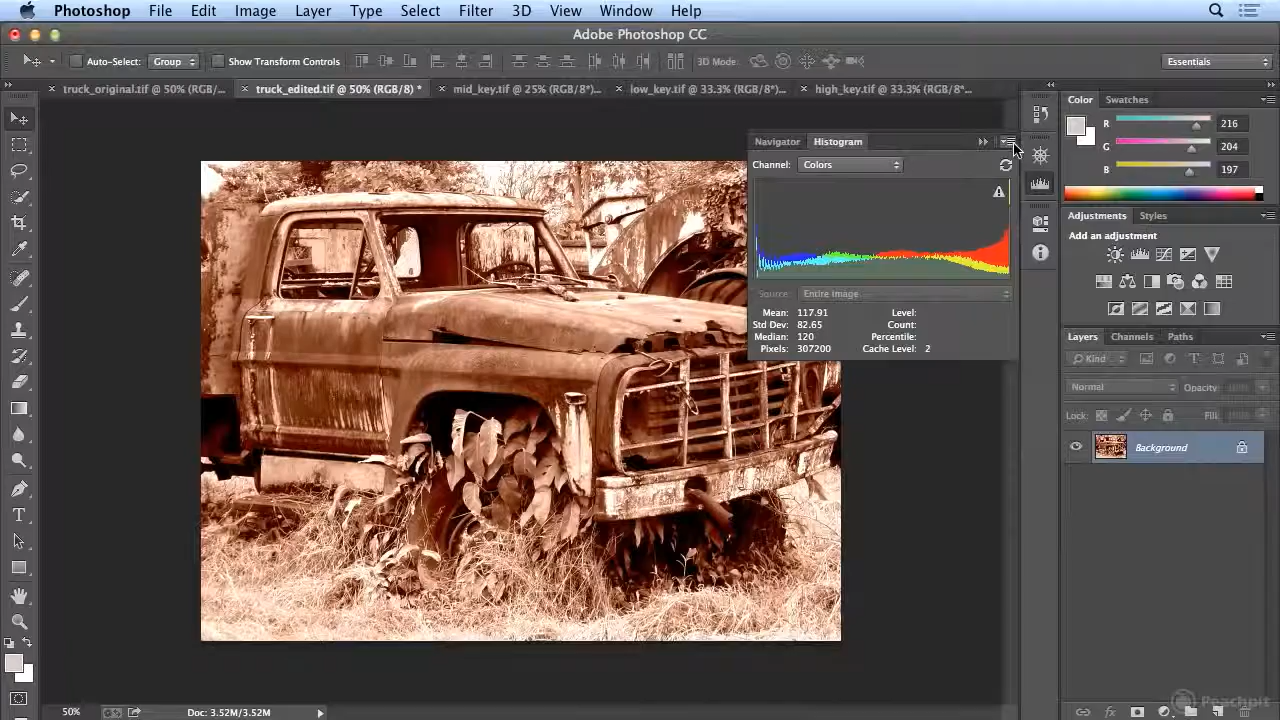 Photoshop File Edit Image Layer Type Select Filter 3D View Window Help
Adobe Photoshop CC
Auto-Select: Group Show Transform Controls 3D Mode: Essentials
truck_original.tif @ 50% (RGB/... truck_edited.tif @ 50% (RGB/8) * mid_key.tif @ 25% (RGB/8*)... low_key.tif @ 33.3% (RGB/8*)... high_key.tif @ 33.3% (RGB/8*)...
Color Swatches
R 216
G 204
B 197
Navigator Histogram
Channel: Colors
Source: Entire Image
Mean: 117.91 Level:
Std Dev: 82.65 Count:
Median: 120 Percentile:
Pixels: 307200 Cache Level: 2
Adjustments Styles
Add an adjustment
Layers Channels Paths
Kind
Normal Opacity:
Lock: Fill:
Background
50% Doc: 3.52M/3.52M
Peachpit